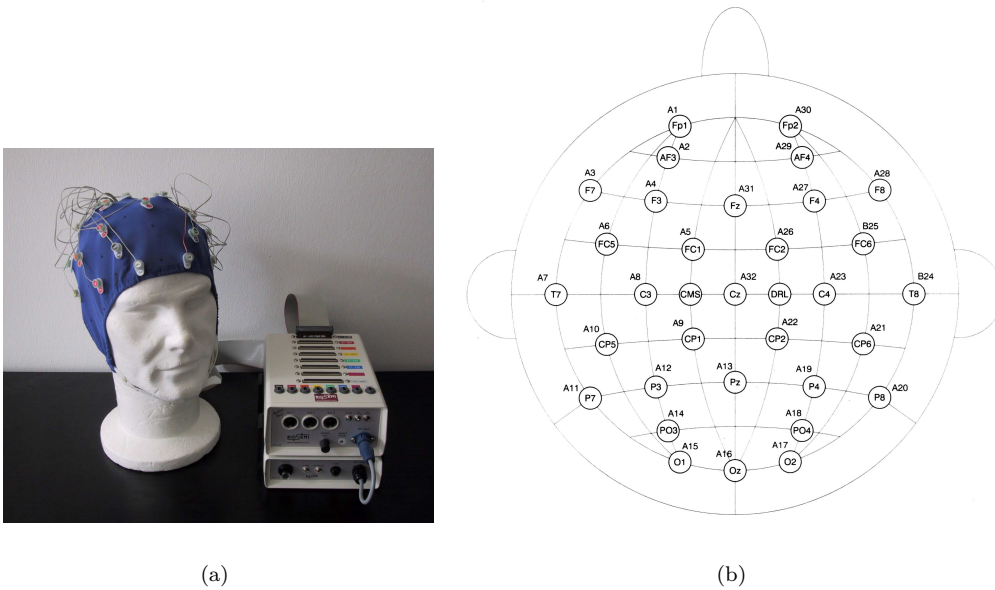 A1 A30
Fp1 Fp2
A2 A29
AF3 AF4
A3 A28
F7 F8
A4 A31 A27
F3 Fz F4
A6 B25
FC5 FC6
A5 A26
FC1 FC2
A7 A8 A32 A23 B24
T7 C3 CMS Cz DRL C4 T8
A10 A9 A22 A21
CP5 CP1 CP2 CP6
A11 A12 A13 A19 A20
P7 P3 Pz P4 P8
A14 A18
PO3 PO4
A15 A16 A17
O1 Oz O2
(a) (b)